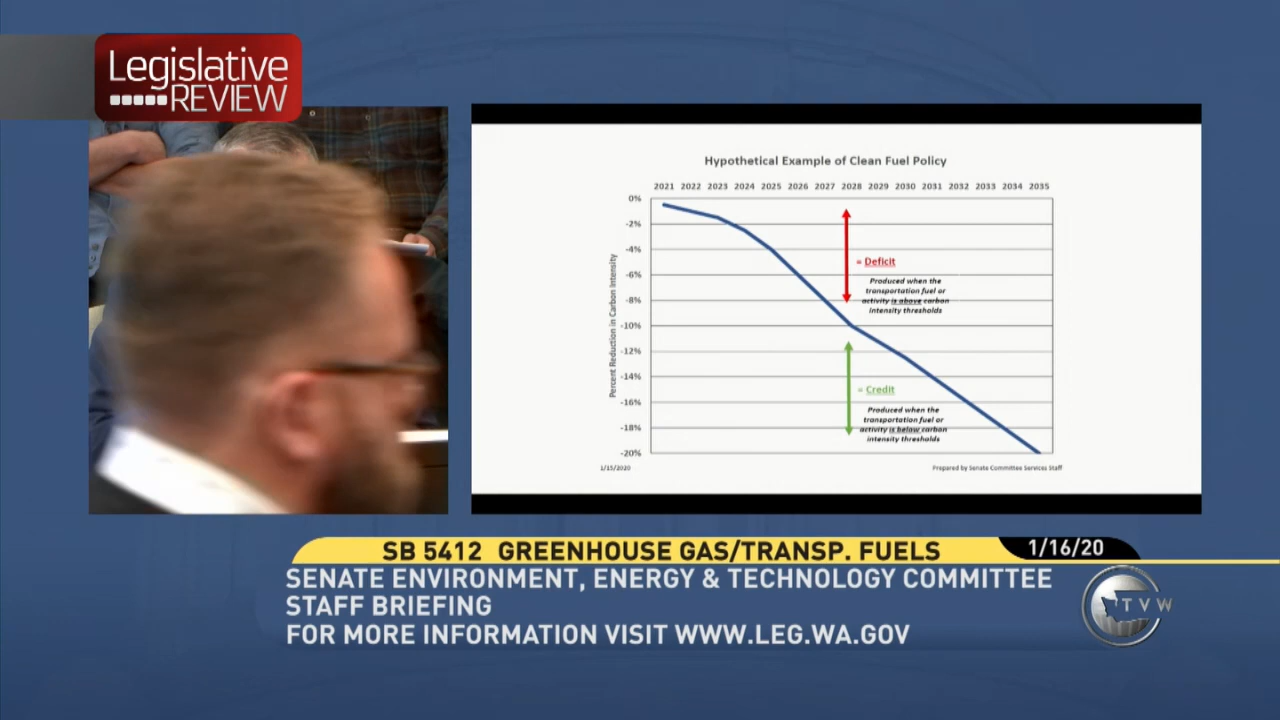 Legislative
REVIEW
Hypothetical Example of Clean Fuel Policy
2021 2022 2023 2024 2025 2026 2027 2028 2029 2030 2031 2032 2033 2034 2035
0%
-2%
-4%
-6%
-8%
-10%
-12%
-14%
-16%
-18%
-20%
Percent Reduction in Carbon Intensity
= Deficit
Produced when the
transportation fuel or
activity is above carbon
intensity thresholds
= Credit
Produced when the
transportation fuel or
activity is below carbon
intensity thresholds
1/15/2020
Prepared by Senate Committee Services Staff
SB 5412 GREENHOUSE GAS/TRANSP. FUELS
1/16/20
SENATE ENVIRONMENT, ENERGY & TECHNOLOGY COMMITTEE
STAFF BRIEFING
FOR MORE INFORMATION VISIT WWW.LEG.WA.GOV
TVW